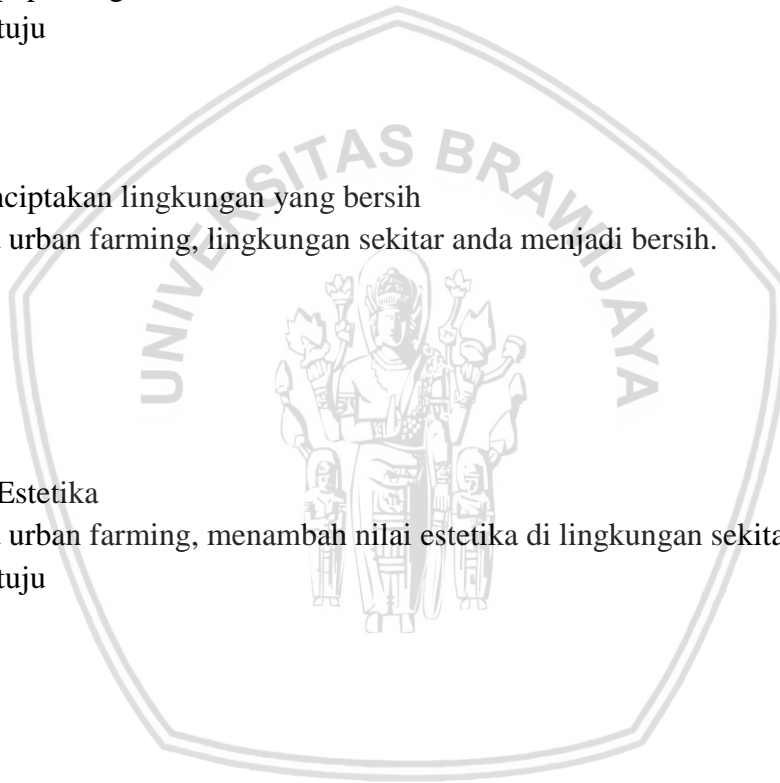 tuju
nciptakan lingkungan yang bersih
urban farming, lingkungan sekitar anda menjadi bersih.
UNIVERSITAS BRAWIJAYA
Estetika
urban farming, menambah nilai estetika di lingkungan sekita
tuju